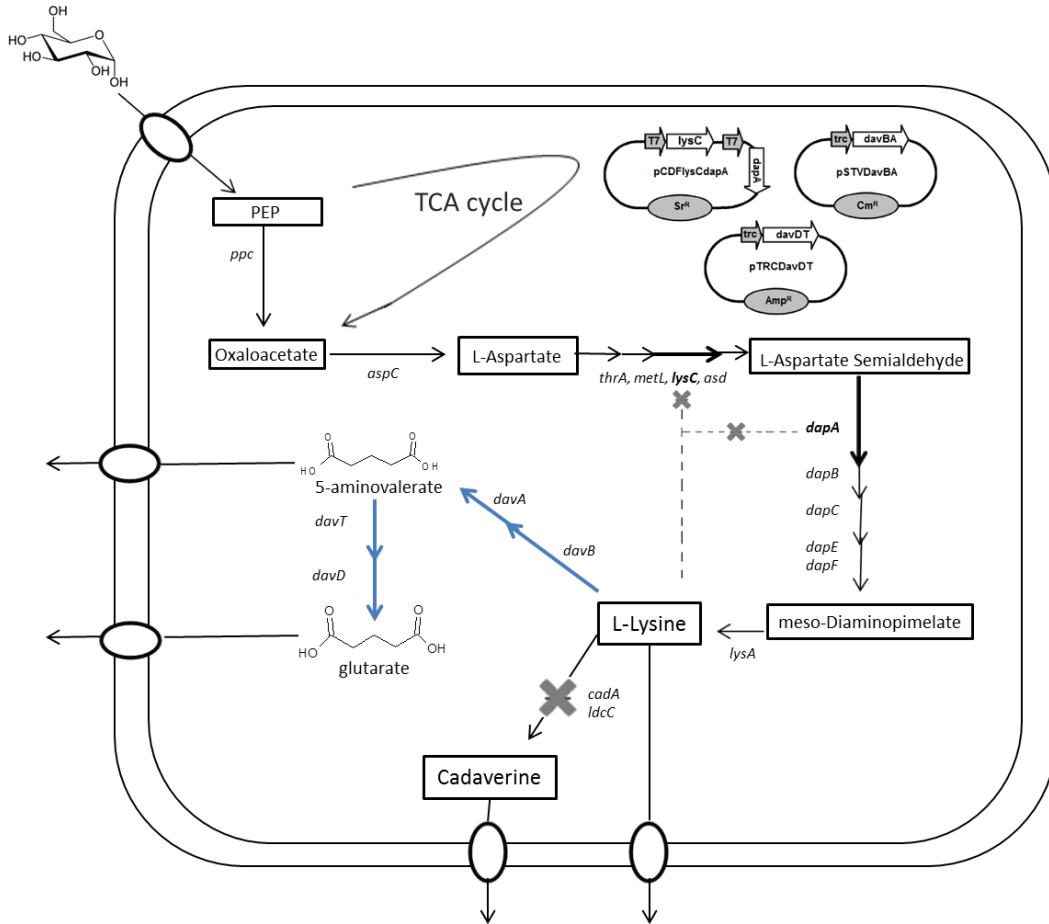 OH
HO
O
HO
OH
OH
T7
lysC
T7
dapA
pCDFlysCdapA
Srᴿ
trc
davBA
pSTVDavBA
Cmᴿ
trc
davDT
pTRCDavDT
Ampᴿ
TCA cycle
PEP
ppc
Oxaloacetate
aspC
L-Aspartate
thrA, metL, lysC, asd
L-Aspartate Semialdehyde
dapA
dapB
dapC
dapE
dapF
meso-Diaminopimelate
lysA
L-Lysine
davB
davA
O
O
HO
OH
5-aminovalerate
davT
davD
O
O
HO
OH
glutarate
cadA
ldcC
Cadaverine